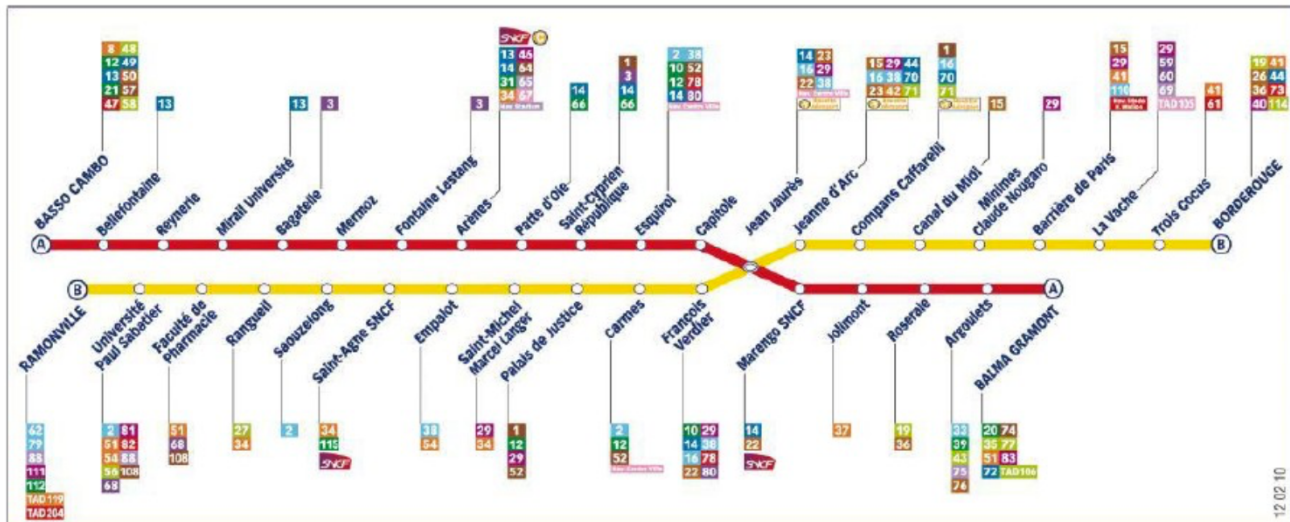 SNCF
8 48
12 49
13 50
21 57
47 58
13
13
3
3
13 46
14 64
31 65
34 67
14
66
1
3
14
66
2 38
10 52
12 78
14 80
14 23
16 29
22 38
15 29 44
16 38 70
23 42 71
1
16
70
71
15
29
15
29
41
110
29
59
60
69
TAD 105
41
61
19 41
26 44
36 73
40 114
BASSO CAMBO
Bellefontaine
Reynerie
Mirail Université
Bagatelle
Mermoz
Fontaine Lestang
Arènes
Patte d'Oie
Saint-Cyprien
République
Esquirol
Capitole
Jean Jaurès
Jeanne d'Arc
Compans Caffarelli
Canal du Midi
Minimes
Claude Nougaro
Barrière de Paris
La Vache
Trois Cocus
BORDEROUGE
A
B
B
A
RAMONVILLE
Université
Paul Sabatier
Faculté de
Pharmacie
Rangueil
Saouzelong
Saint-Agne SNCF
Empalot
Saint-Michel
Marcel Langer
Palais de Justice
Carmes
François
Verdier
Marengo SNCF
Jolimont
Roseraie
Argoulets
BALMA GRAMONT
62
79
88
111
112
TAD 119
TAD 204
2 81
51 82
54 88
56 108
68
51
68
108
27
34
2
34
115
SNCF
38
54
29
34
1
12
29
52
2
12
52
10 29
14 38
16 78
22 80
14
22
SNCF
37
19
36
33
39
43
75
76
20 74
35 77
51 83
72 TAD 106
12 02 10